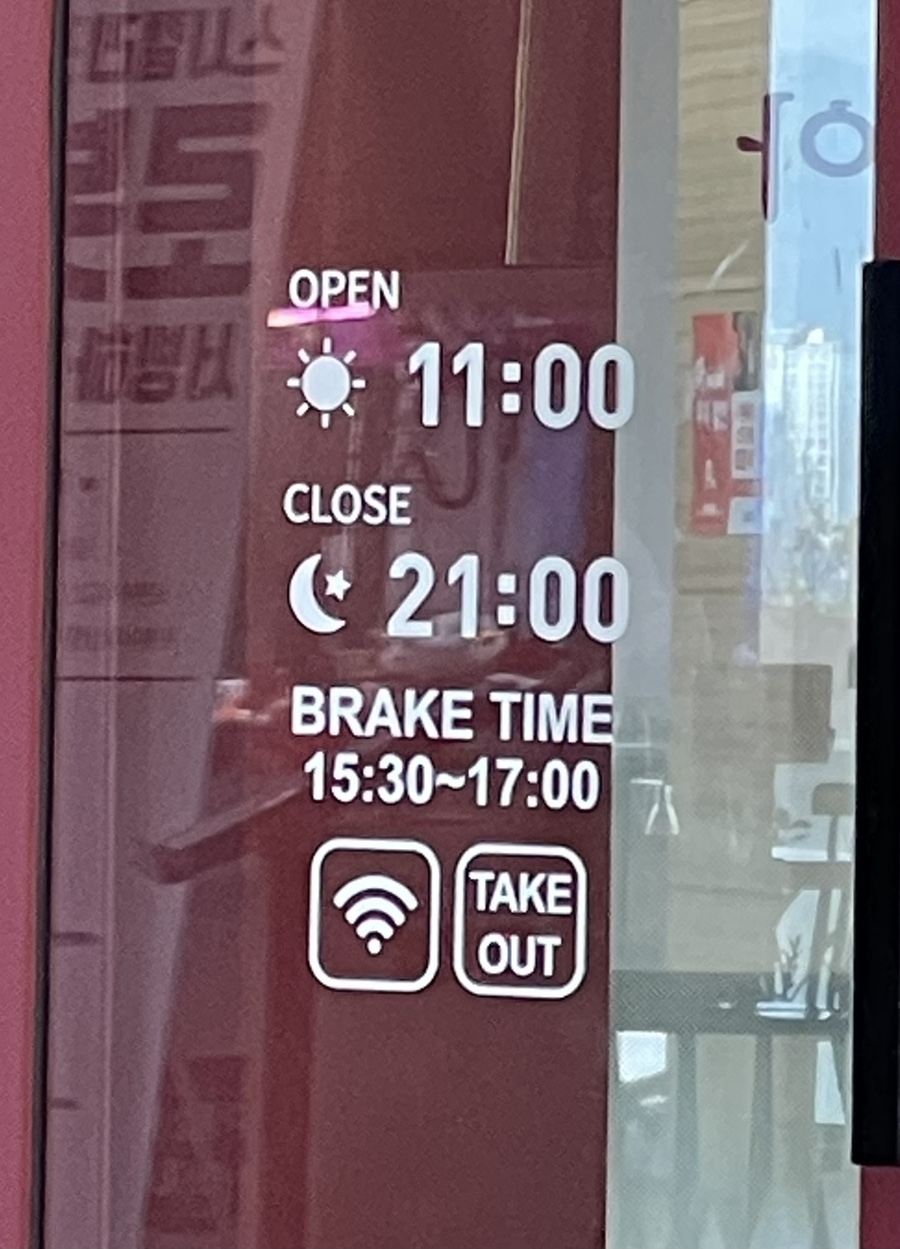 OPEN
11:00
CLOSE
21:00
BRAKE TIME
15:30~17:00
TAKE
OUT